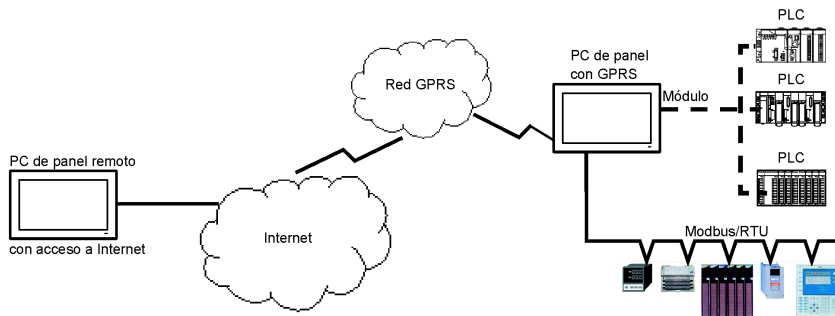 PLC
PC de panel
con GPRS
Red GPRS
Módulo
PLC
PLC
PC de panel remoto
con acceso a Internet
Internet
Modbus/RTU